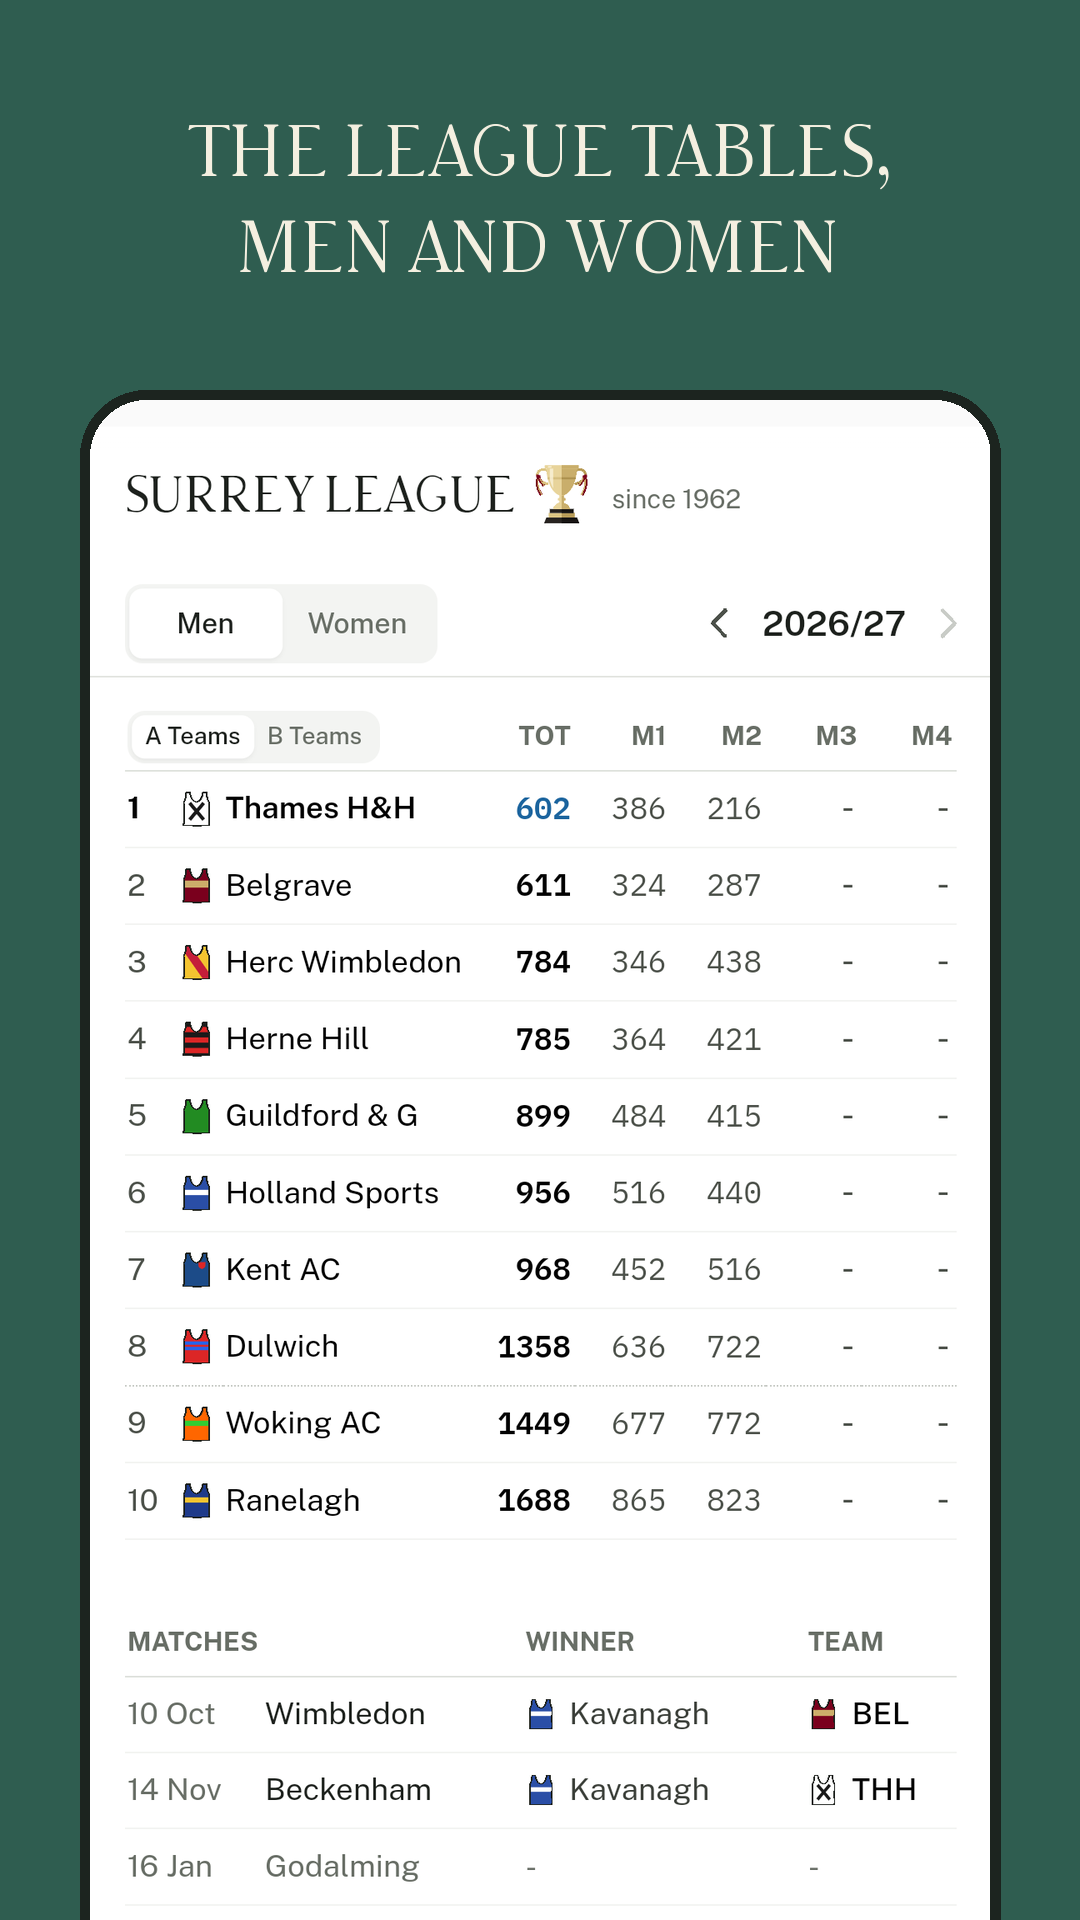 THE LEAGUE TABLES,
MEN AND WOMEN
SURREY LEAGUE since 1962
Men Women 2026/27
A Teams B Teams TOT M1 M2 M3 M4
1 Thames H&H 602 386 216 - -
2 Belgrave 611 324 287 - -
3 Herc Wimbledon 784 346 438 - -
4 Herne Hill 785 364 421 - -
5 Guildford & G 899 484 415 - -
6 Holland Sports 956 516 440 - -
7 Kent AC 968 452 516 - -
8 Dulwich 1358 636 722 - -
9 Woking AC 1449 677 772 - -
10 Ranelagh 1688 865 823 - -
MATCHES WINNER TEAM
10 Oct Wimbledon Kavanagh BEL
14 Nov Beckenham Kavanagh THH
16 Jan Godalming - -